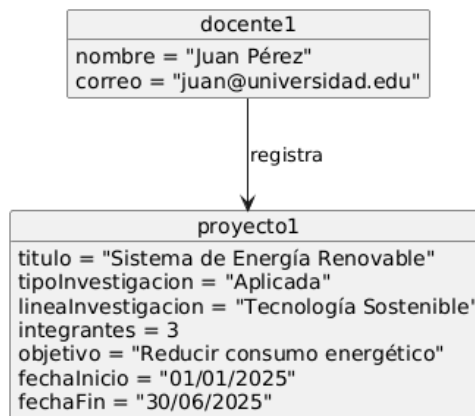 docente1
nombre = "Juan Pérez"
correo = "juan@universidad.edu"
registra
proyecto1
titulo = "Sistema de Energía Renovable"
tipoInvestigacion = "Aplicada"
lineaInvestigacion = "Tecnología Sostenible"
integrantes = 3
objetivo = "Reducir consumo energético"
fechaInicio = "01/01/2025"
fechaFin = "30/06/2025"